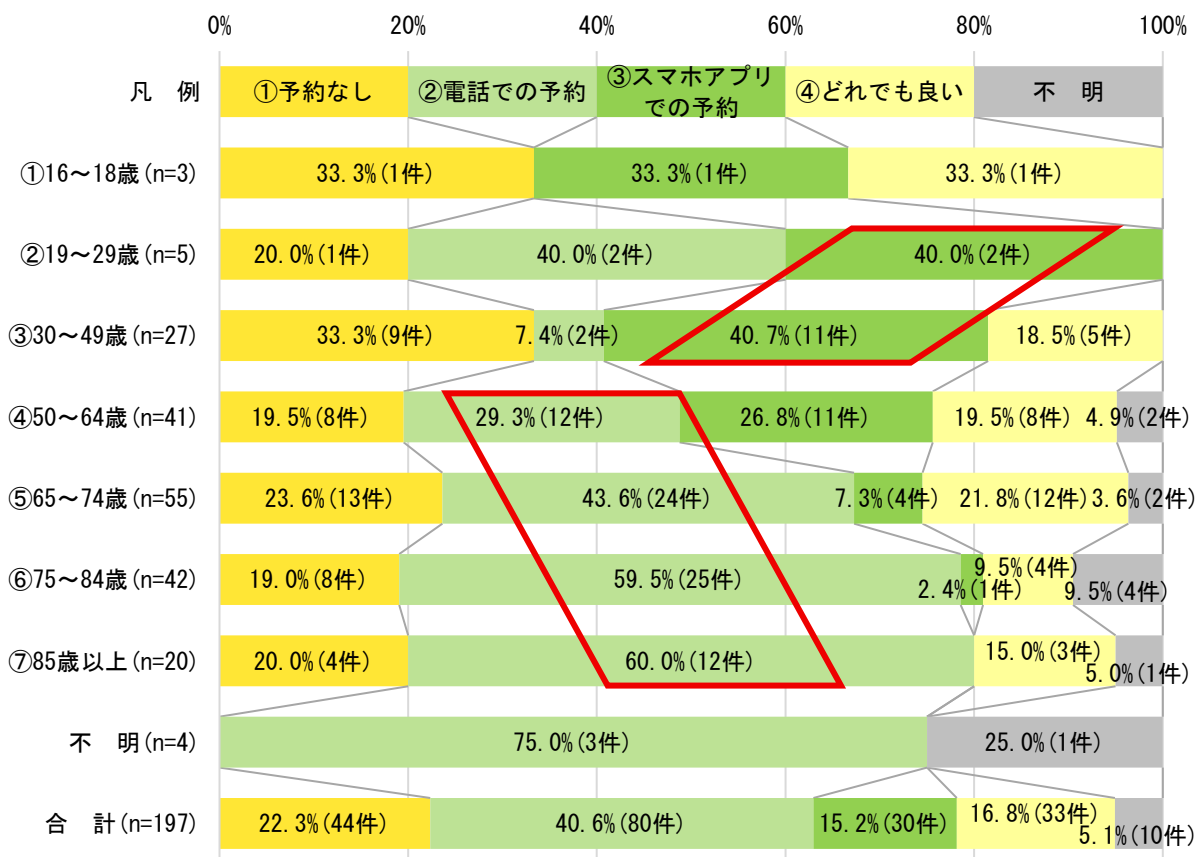 0% 20% 40% 60% 80% 100%
凡　例 ①予約なし ②電話での予約 ③スマホアプリ ④どれでも良い 不　明
での予約
①16～18歳(n=3) 33.3%(1件) 33.3%(1件) 33.3%(1件)
②19～29歳(n=5) 20.0%(1件) 40.0%(2件) 40.0%(2件)
③30～49歳(n=27) 33.3%(9件) 7.4%(2件) 40.7%(11件) 18.5%(5件)
④50～64歳(n=41) 19.5%(8件) 29.3%(12件) 26.8%(11件) 19.5%(8件) 4.9%(2件)
⑤65～74歳(n=55) 23.6%(13件) 43.6%(24件) 7.3%(4件) 21.8%(12件) 3.6%(2件)
⑥75～84歳(n=42) 19.0%(8件) 59.5%(25件) 2.4%(1件) 9.5%(4件) 9.5%(4件)
⑦85歳以上(n=20) 20.0%(4件) 60.0%(12件) 15.0%(3件) 5.0%(1件)
不　明(n=4) 75.0%(3件) 25.0%(1件)
合　計(n=197) 22.3%(44件) 40.6%(80件) 15.2%(30件) 16.8%(33件) 5.1%(10件)